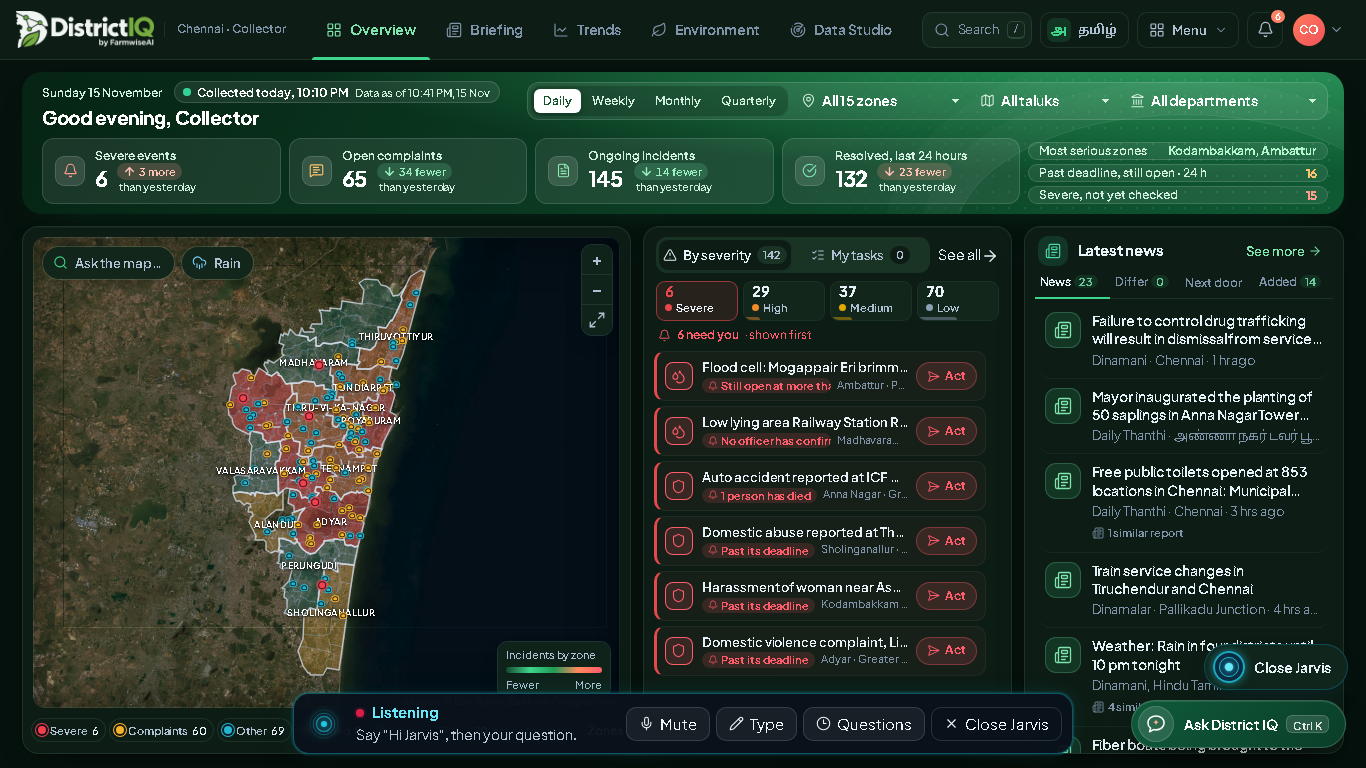 DistrictIQ
by FarmwiseAI
Chennai · Collector
Overview
Briefing
Trends
Environment
Data Studio
Search /
அ தமிழ்
Menu
6
CO
Sunday 15 November
Collected today, 10:10 PM Data as of 10:41 PM, 15 Nov
Good evening, Collector
Daily
Weekly
Monthly
Quarterly
All 15 zones
All taluks
All departments
Severe events
6 ↑ 3 more
than yesterday
Open complaints
65 ↓ 34 fewer
than yesterday
Ongoing incidents
145 ↓ 14 fewer
than yesterday
Resolved, last 24 hours
132 ↓ 23 fewer
than yesterday
Most serious zones Kodambakkam, Ambattur
Past deadline, still open · 24 h 16
Severe, not yet checked 15
Ask the map...
Rain
+
−
THIRUVOTTIYUR
MADHAVARAM
TONDIARPET
THIRU-VI-KA-NAGAR
ROYAPURAM
VALASARAVAKKAM
TEYNAMPET
ALANDUR
ADYAR
PERUNGUDI
SHOLINGANALLUR
Incidents by zone
Fewer More
Severe 6
Complaints 60
Other 69
By severity 142
My tasks 0
See all →
6
Severe
29
High
37
Medium
70
Low
6 need you · shown first
Flood cell: Mogappair Eri brimm...
Still open at more tha Ambattur · P...
Act
Low lying area Railway Station R...
No officer has confirr Madhavara...
Act
Auto accident reported at ICF ...
1 person has died Anna Nagar · Gr...
Act
Domestic abuse reported at Th...
Past its deadline Sholinganallur · ...
Act
Harassment of woman near As...
Past its deadline Kodambakkam ...
Act
Domestic violence complaint, Li...
Past its deadline Adyar · Greater ...
Act
Latest news
See more →
News 23
Differ 0
Next door
Added 14
Failure to control drug trafficking
will result in dismissal from service...
Dinamani · Chennai · 1 hr ago
Mayor inaugurated the planting of
50 saplings in Anna Nagar Tower...
Daily Thanthi · அண்ணா நகர் டவர் பூ...
Free public toilets opened at 853
locations in Chennai: Municipal...
Daily Thanthi · Chennai · 3 hrs ago
1 similar report
Train service changes in
Tiruchendur and Chennai
Dinamalar · Pallikadu Junction · 4 hrs a...
Weather: Rain in four districts until
10 pm tonight
Dinamani, Hindu Tam
4 simil
Fiber boats being brought to the
Close Jarvis
Ask District IQ Ctrl K
Listening
Say "Hi Jarvis", then your question.
Mute
Type
Questions
× Close Jarvis